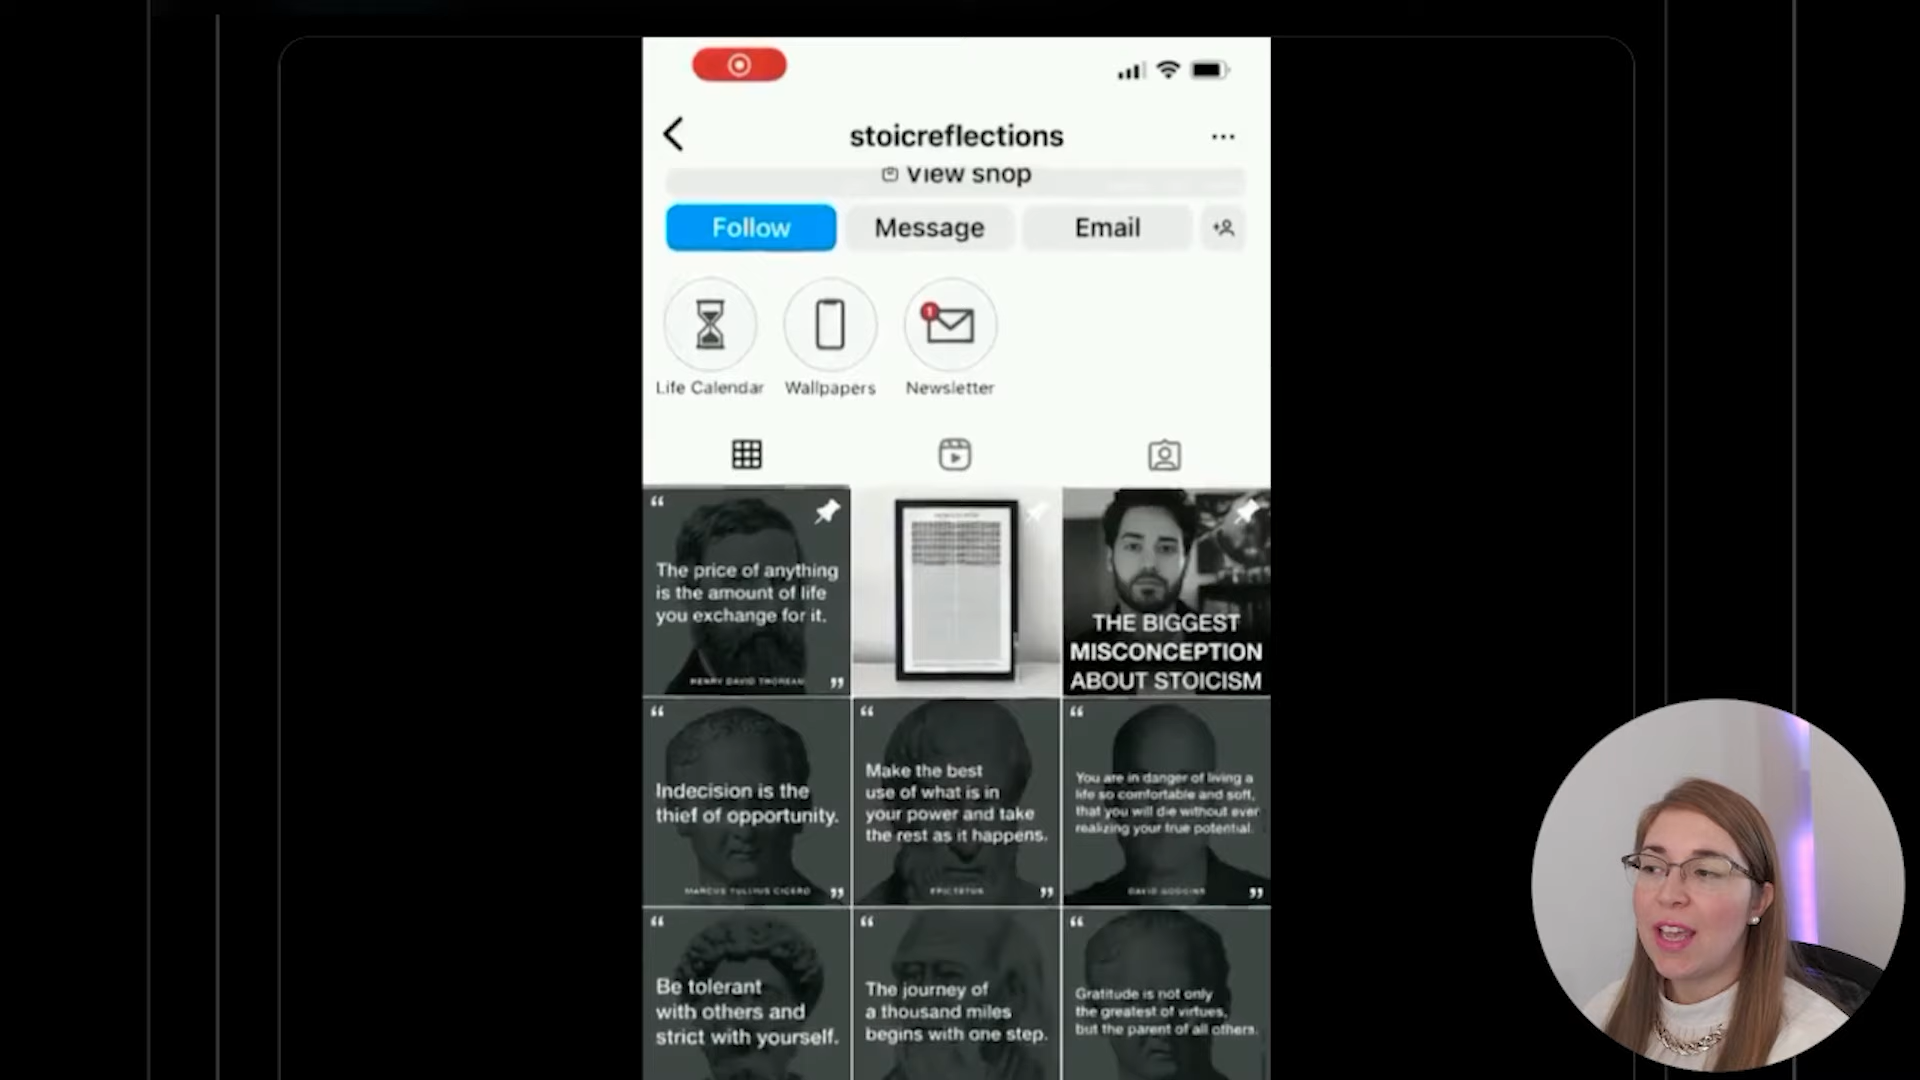 stoicreflections
...
View shop
Follow
Message
Email
1
Life Calendar
Wallpapers
Newsletter
“
The price of anything
is the amount of life
you exchange for it.
HENRY DAVID THOREAU
”
THE BIGGEST
MISCONCEPTION
ABOUT STOICISM
“
Indecision is the
thief of opportunity.
MARCUS TULLIUS CICERO
”
“
Make the best
use of what is in
your power and take
the rest as it happens.
EPICTETUS
”
“
You are in danger of living a
life so comfortable and soft,
that you will die without ever
realizing your true potential.
DAVID GOGGINS
”
“
Be tolerant
with others and
strict with yourself.
“
The journey of
a thousand miles
begins with one step.
“
Gratitude is not only
the greatest of virtues,
but the parent of all others.